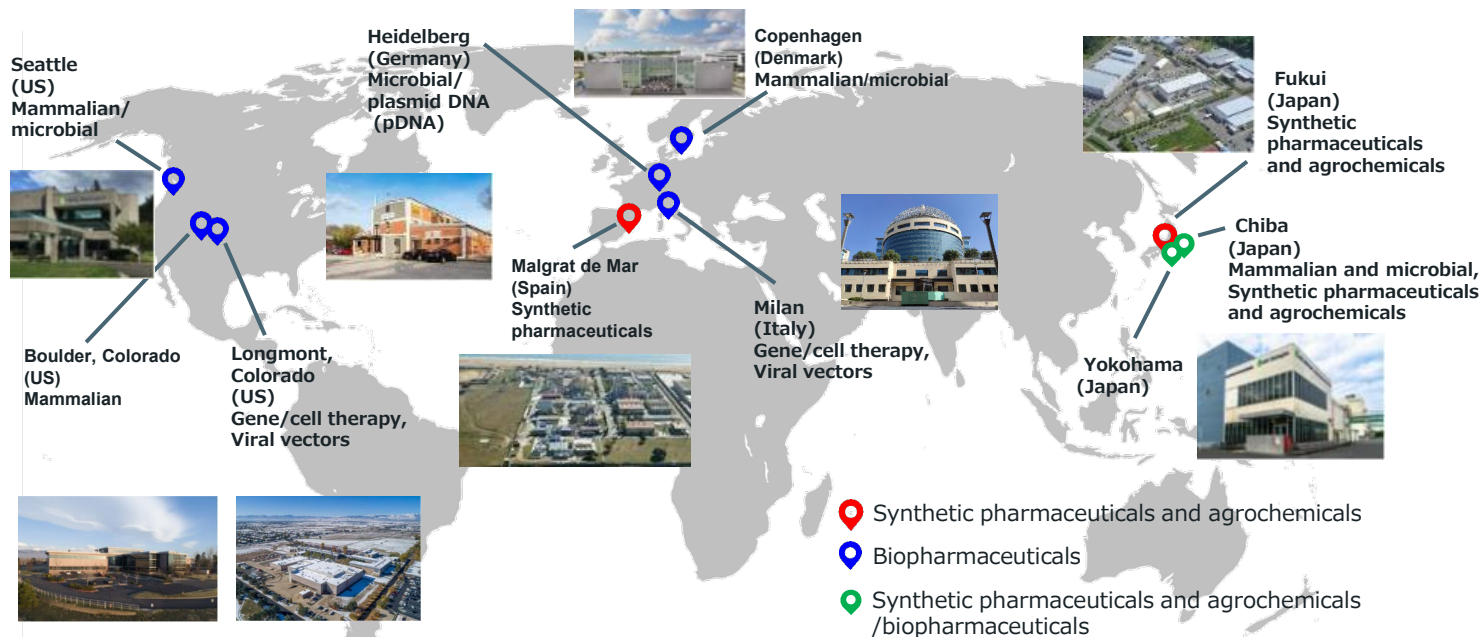 Seattle
(US)
Mammalian/
microbial
Heidelberg
(Germany)
Microbial/
plasmid DNA
(pDNA)
Copenhagen
(Denmark)
Mammalian/microbial
Fukui
(Japan)
Synthetic
pharmaceuticals
and agrochemicals
Boulder, Colorado
(US)
Mammalian
Longmont,
Colorado
(US)
Gene/cell therapy,
Viral vectors
Malgrat de Mar
(Spain)
Synthetic
pharmaceuticals
Milan
(Italy)
Gene/cell therapy,
Viral vectors
Chiba
(Japan)
Mammalian and microbial,
Synthetic pharmaceuticals
and agrochemicals
Yokohama
(Japan)
Synthetic pharmaceuticals and agrochemicals
Biopharmaceuticals
Synthetic pharmaceuticals and agrochemicals
/biopharmaceuticals